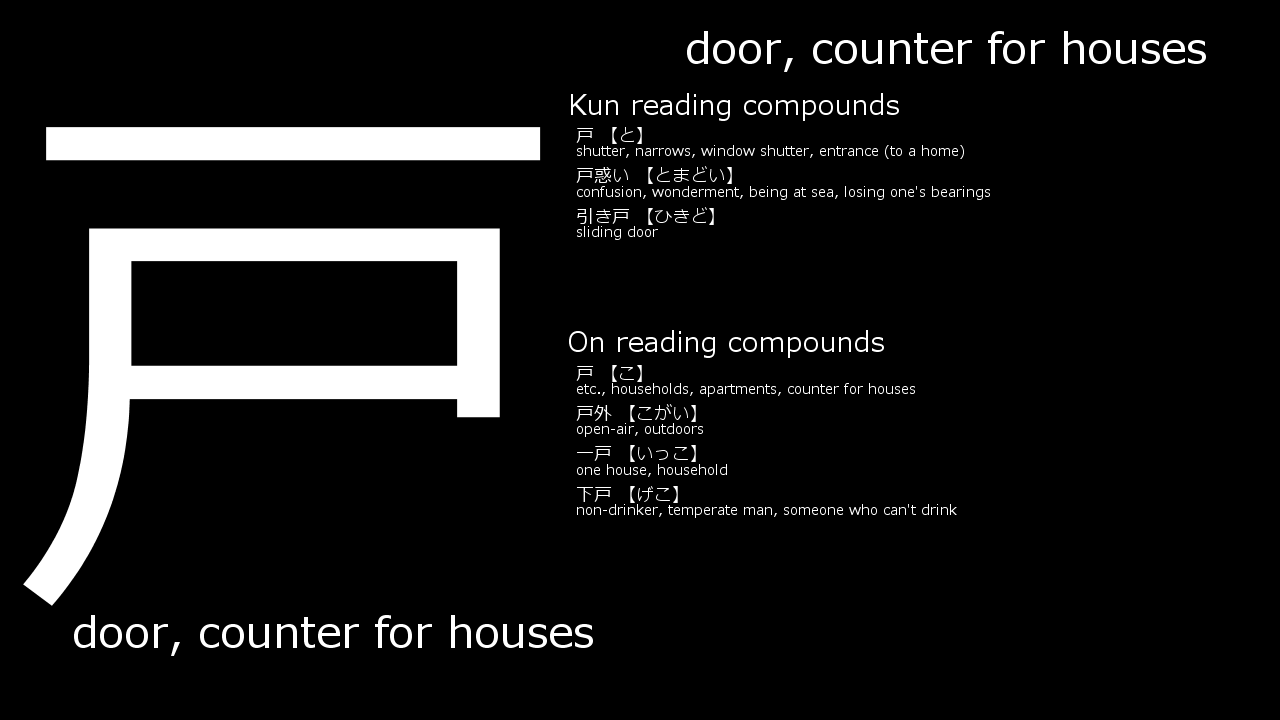 door, counter for houses
戸
Kun reading compounds
戸 【と】
shutter, narrows, window shutter, entrance (to a home)
戸惑い 【とまどい】
confusion, wonderment, being at sea, losing one's bearings
引き戸 【ひきど】
sliding door
On reading compounds
戸 【こ】
etc., households, apartments, counter for houses
戸外 【こがい】
open-air, outdoors
一戸 【いっこ】
one house, household
下戸 【げこ】
non-drinker, temperate man, someone who can't drink
door, counter for houses